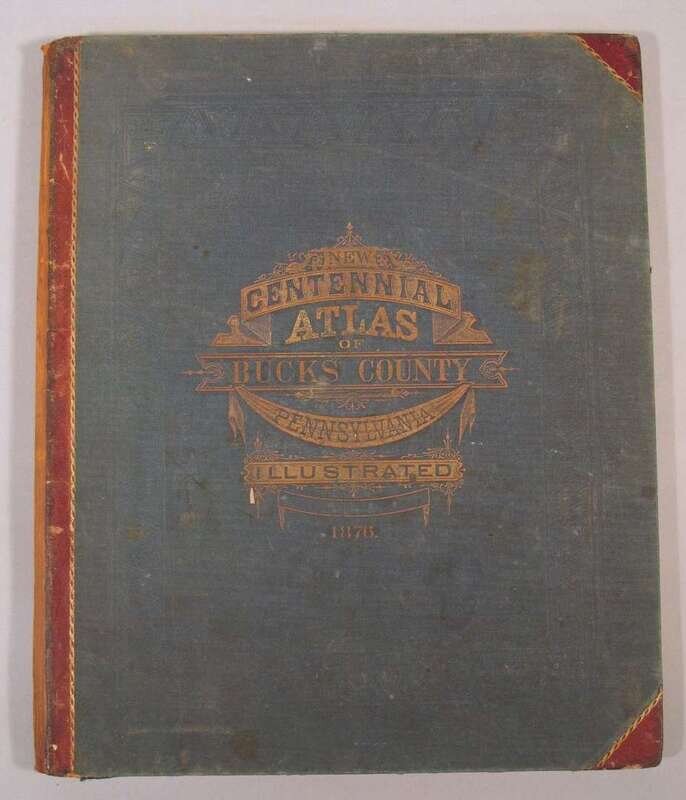 NEW
CENTENNIAL
ATLAS
OF
BUCKS COUNTY
PENNSYLVANIA
ILLUSTRATED
1876.